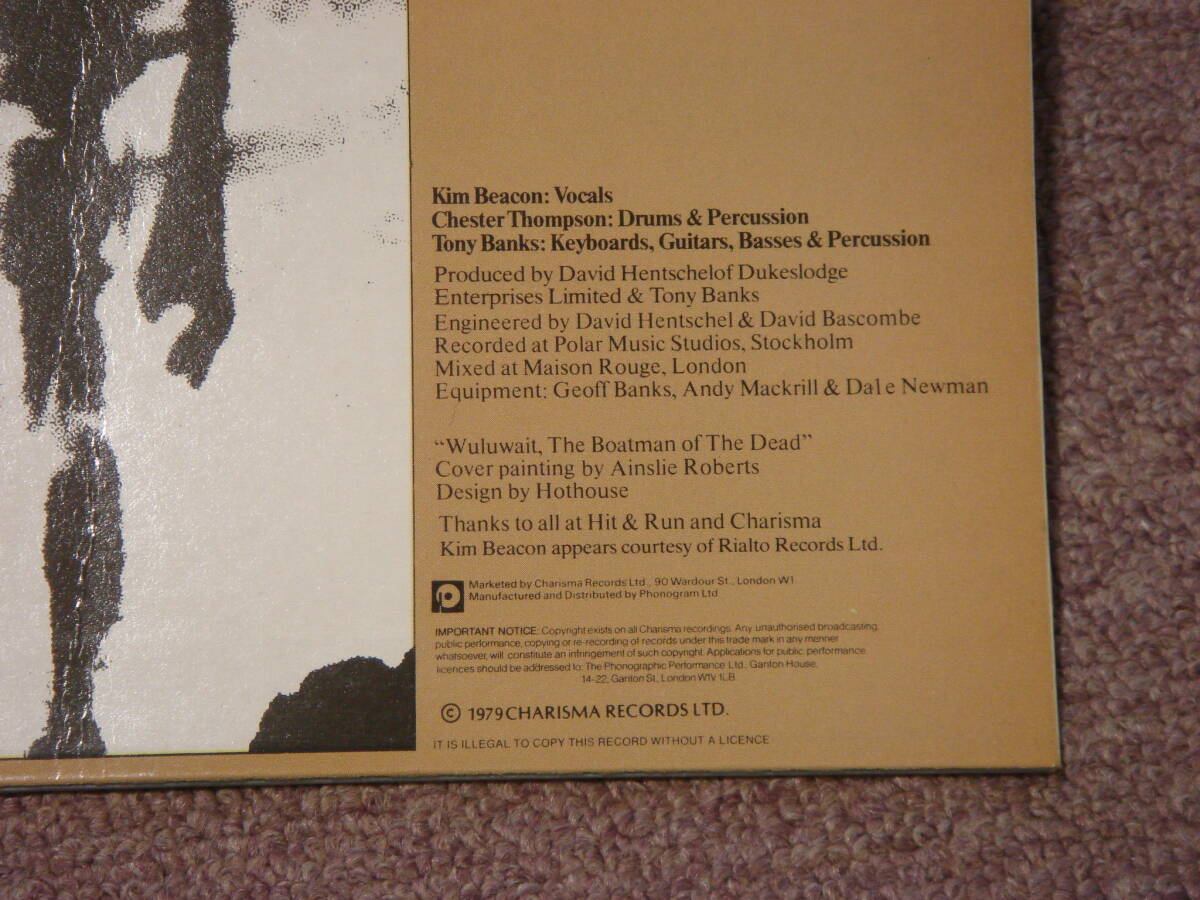 Kim Beacon: Vocals
Chester Thompson: Drums & Percussion
Tony Banks: Keyboards, Guitars, Basses & Percussion
Produced by David Hentschelof Dukeslodge
Enterprises Limited & Tony Banks
Engineered by David Hentschel & David Bascombe
Recorded at Polar Music Studios, Stockholm
Mixed at Maison Rouge, London
Equipment: Geoff Banks, Andy Mackrill & Dale Newman
“Wuluwait, The Boatman of The Dead”
Cover painting by Ainslie Roberts
Design by Hothouse
Thanks to all at Hit & Run and Charisma
Kim Beacon appears courtesy of Rialto Records Ltd.
Marketed by Charisma Records Ltd., 90 Wardour St., London W1
Manufactured and Distributed by Phonogram Ltd
IMPORTANT NOTICE: Copyright exists on all Charisma recordings. Any unauthorised broadcasting,
public performance, copying or re-recording of records under this trade mark in any manner
whatsoever, will constitute an infringement of such copyright. Applications for public performance
licences should be addressed to: The Phonographic Performance Ltd., Ganton House,
14-22, Ganton St., London W1V 1LB
© 1979 CHARISMA RECORDS LTD.
IT IS ILLEGAL TO COPY THIS RECORD WITHOUT A LICENCE